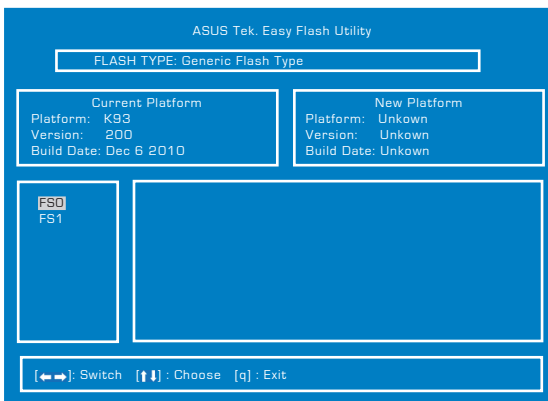 ASUS Tek. Easy Flash Utility
FLASH TYPE: Generic Flash Type
Current Platform
Platform: K93
Version: 200
Build Date: Dec 6 2010
New Platform
Platform: Unkown
Version: Unkown
Build Date: Unkown
FS0
FS1
[←→]: Switch [↑↓] : Choose [q] : Exit